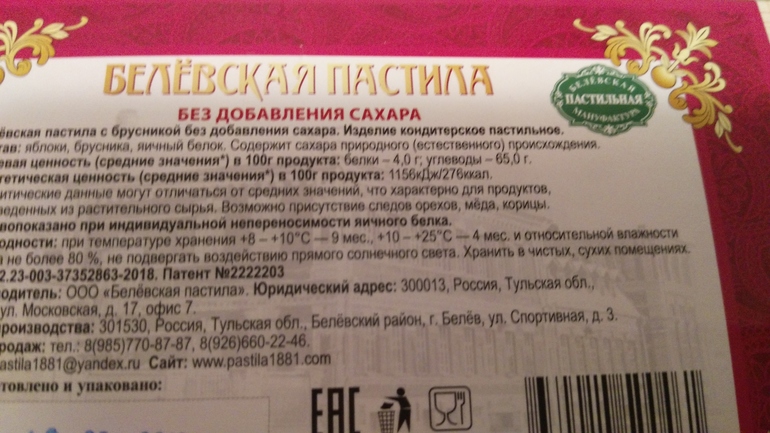 БЕЛЁВСКАЯ ПАСТИЛА
БЕЛЁВСКАЯ
ПАСТИЛЬНАЯ
МАНУФАКТУРА
БЕЗ ДОБАВЛЕНИЯ САХАРА
ёвская пастила с брусникой без добавления сахара. Изделие кондитерское пастильное.
тав: яблоки, брусника, яичный белок. Содержит сахара природного (естественного) происхождения.
евая ценность (средние значения*) в 100г продукта: белки – 4,0 г; углеводы – 65,0 г.
гетическая ценность (средние значения*) в 100г продукта: 1156кДж/276ккал.
итические данные могут отличаться от средних значений, что характерно для продуктов,
веденных из растительного сырья. Возможно присутствие следов орехов, мёда, корицы.
вопоказано при индивидуальной непереносимости яичного белка.
одности: при температуре хранения +8 – +10°С — 9 мес., +10 – +25°С — 4 мес. и относительной влажности
а не более 80 %, не подвергать воздействию прямого солнечного света. Хранить в чистых, сухих помещениях.
2.23-003-37352863-2018. Патент №2222203
водитель: ООО «Белёвская пастила». Юридический адрес: 300013, Россия, Тульская обл.,
ул. Московская, д. 17, офис 7.
производства: 301530, Россия, Тульская обл., Белёвский район, г. Белёв, ул. Спортивная, д. 3.
одаж: тел.: 8(985)770-87-87, 8(926)660-22-46.
astila1881@yandex.ru Сайт: www.pastila1881.com
отовлено и упаковано:
ЕАС